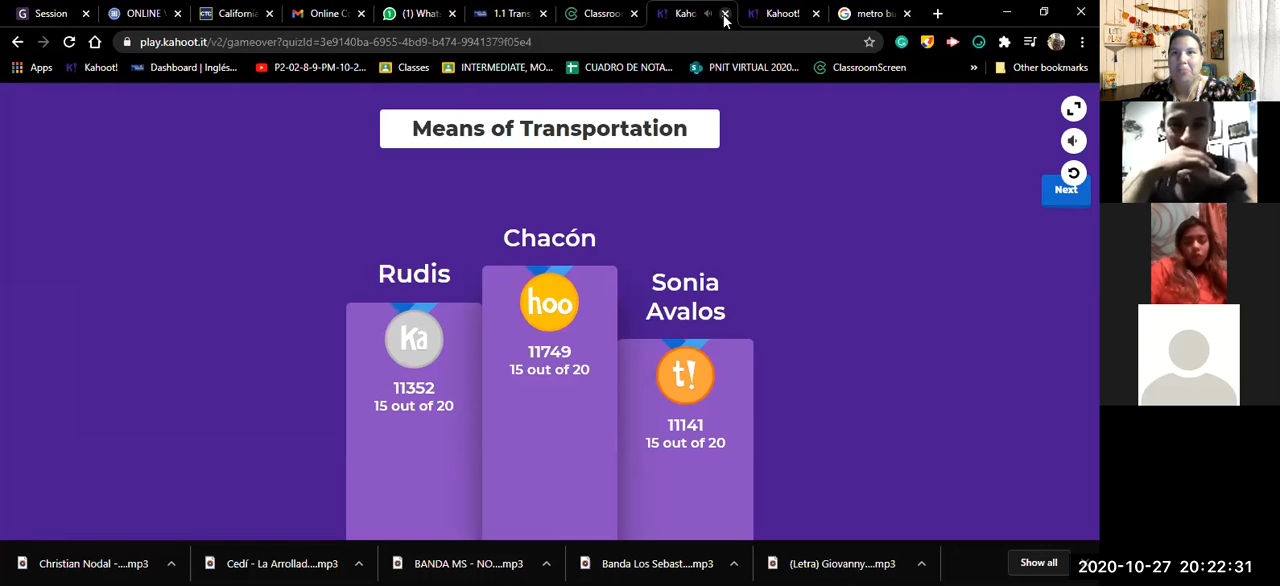 Session
ONLINE
California
Online C
(1) What
1.1 Trans
Classroo
Kaho
Kahoot!
metro bu
play.kahoot.it/v2/gameover?quizId=3e9140ba-6955-4bd9-b474-9941379f05e4
Apps
Kahoot!
Dashboard | Inglés...
P2-02-8-9-PM-10-2...
Classes
INTERMEDIATE, MO...
CUADRO DE NOTA...
PNIT VIRTUAL 2020...
ClassroomScreen
»
Other bookmarks
Means of Transportation
Next
Chacón
Rudis
Sonia
Avalos
hoo
Ka
t!
11749
15 out of 20
11352
15 out of 20
11141
15 out of 20
Christian Nodal -....mp3
Cedí - La Arrollad....mp3
BANDA MS - NO....mp3
Banda Los Sebast....mp3
(Letra) Giovanny....mp3
Show all
2020-10-27 20:22:31